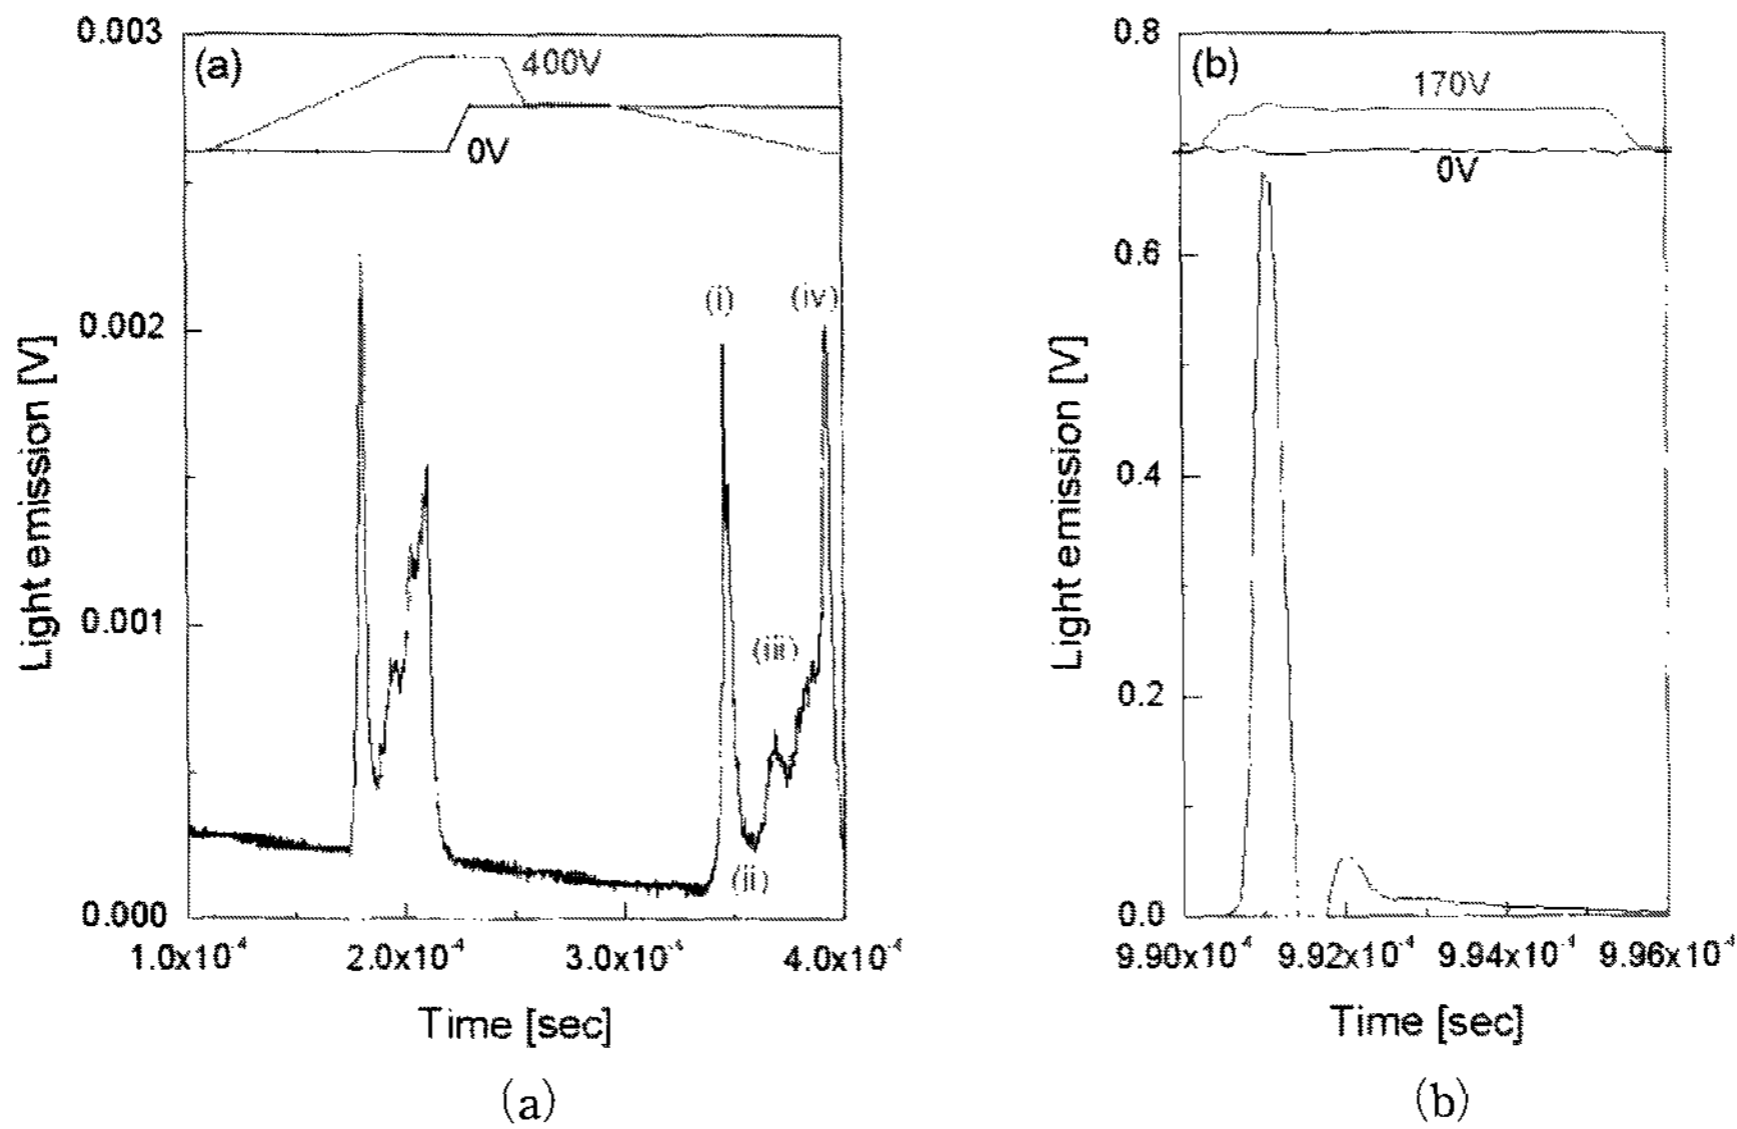 0.003
(a)
400V
0V
0.002
0.001
0.000
(i)
(iv)
(iii)
(ii)
Light emission [V]
1.0x10⁻⁴
2.0x10⁻⁴
3.0x10⁻⁴
4.0x10⁻⁴
Time [sec]
(a)
0.8
(b)
170V
0V
0.6
0.4
0.2
0.0
Light emission [V]
9.90x10⁻⁴
9.92x10⁻⁴
9.94x10⁻⁴
9.96x10⁻⁴
Time [sec]
(b)